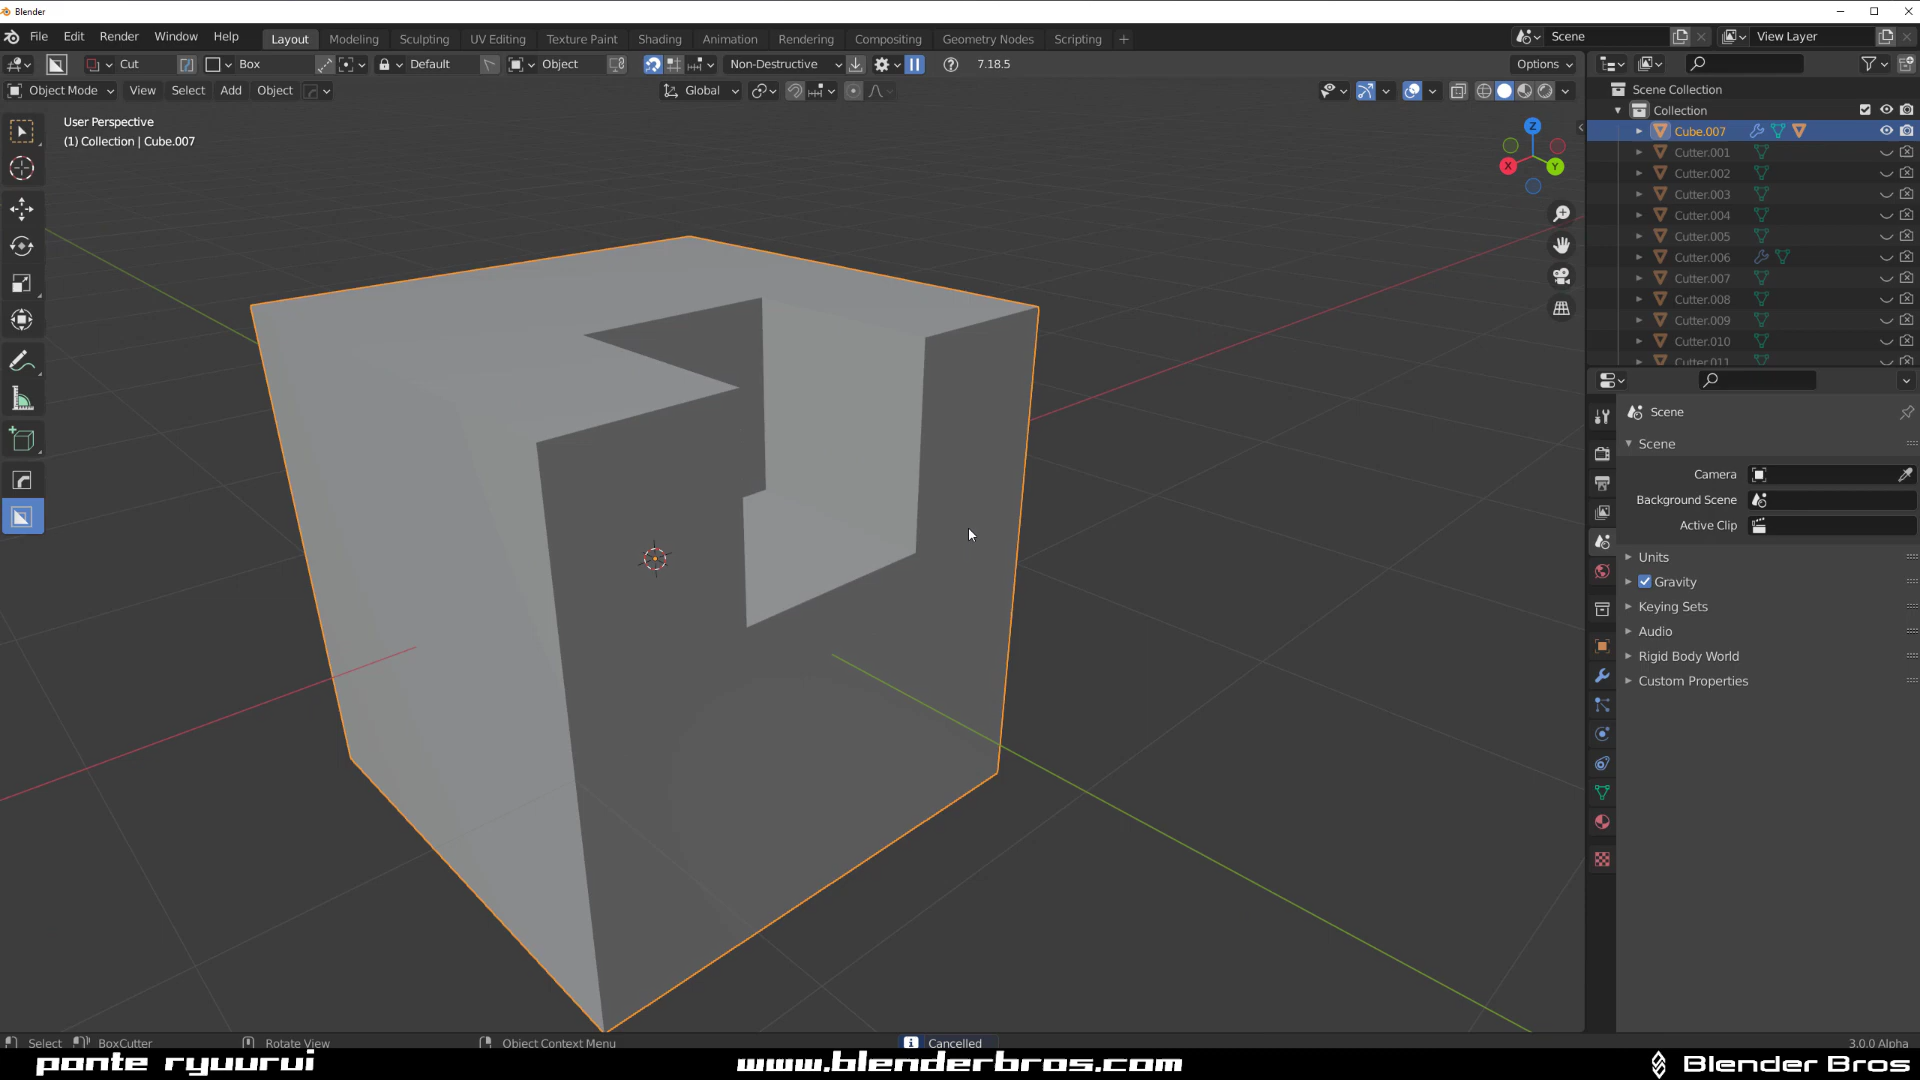 Blender
File Edit Render Window Help Layout Modeling Sculpting UV Editing Texture Paint Shading Animation Rendering Compositing Geometry Nodes Scripting + Scene View Layer
Cut Box Default Object Non-Destructive 7.18.5 Options
Object Mode View Select Add Object Global
User Perspective
(1) Collection | Cube.007
Z
X Y
Scene Collection
Collection
Cube.007
Cutter.001
Cutter.002
Cutter.003
Cutter.004
Cutter.005
Cutter.006
Cutter.007
Cutter.008
Cutter.009
Cutter.010
Cutter.011
Scene
Scene
Camera
Background Scene
Active Clip
Units
Gravity
Keying Sets
Audio
Rigid Body World
Custom Properties
Select BoxCutter Rotate View Object Context Menu Cancelled 3.0.0 Alpha
ponte ryuurui www.blenderbros.com Blender Bros